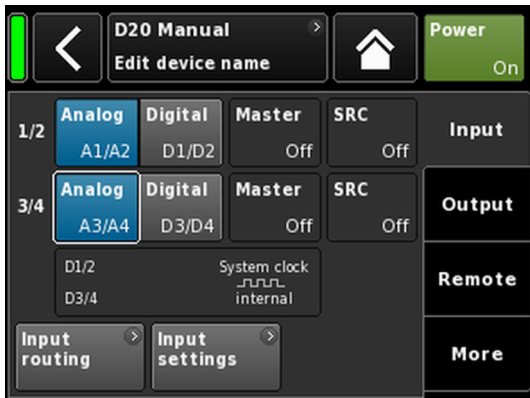 D20 Manual
Edit device name
Power
On
1/2 Analog Digital Master SRC
A1/A2 D1/D2 Off Off
Input
3/4 Analog Digital Master SRC
A3/A4 D3/D4 Off Off
Output
D1/2 System clock
D3/4 internal
Remote
Input routing
Input settings
More